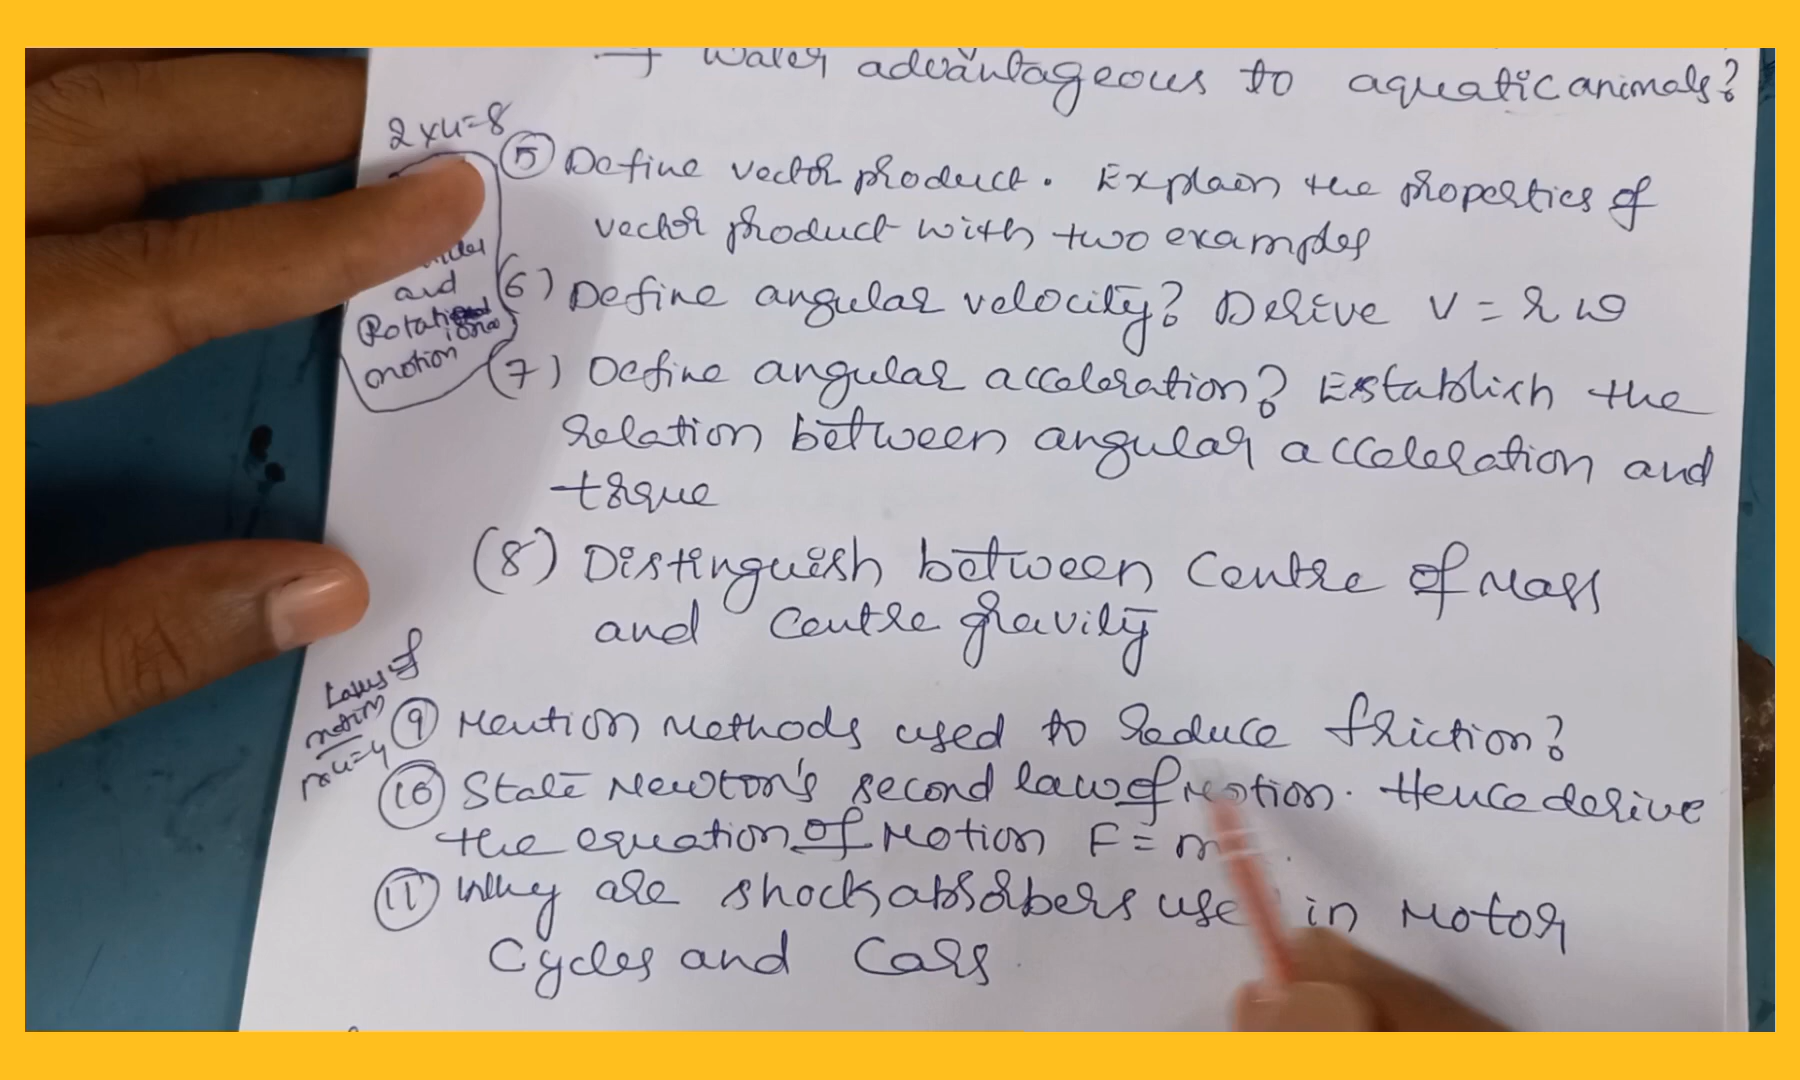 → water advantageous to aquatic animals?
2x4=8
⑤ Define vector product. Explain the properties of
vector product with two examples
and
Rotational
motion
(6) Define angular velocity? Derive V = rω
(7) Define angular acceleration? Establish the
relation between angular acceleration and
trque
(8) Distinguish between Centre of Mass
and Centre gravity
Laws of
motion
⑨ Mention Methods used to Reduce friction?
⑩ State Newton's second law of Motion. Hence derive
the equation of Motion F = m
⑪ Why are shock absorbers used in Motor
Cycles and Cars.